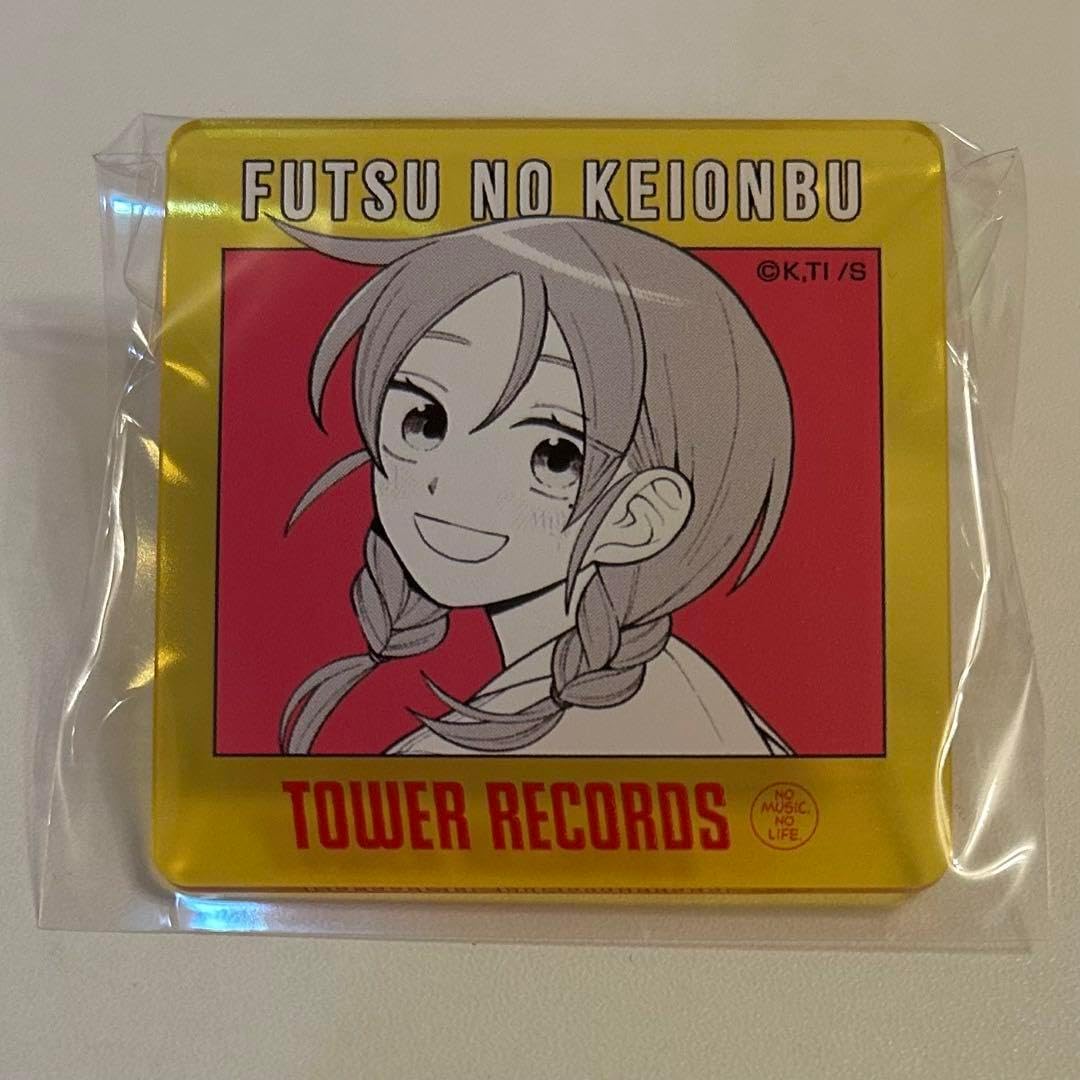 FUTSU NO KEIONBU
©K,TI /S
TOWER RECORDS
NO
MUSIC.
NO
LIFE.